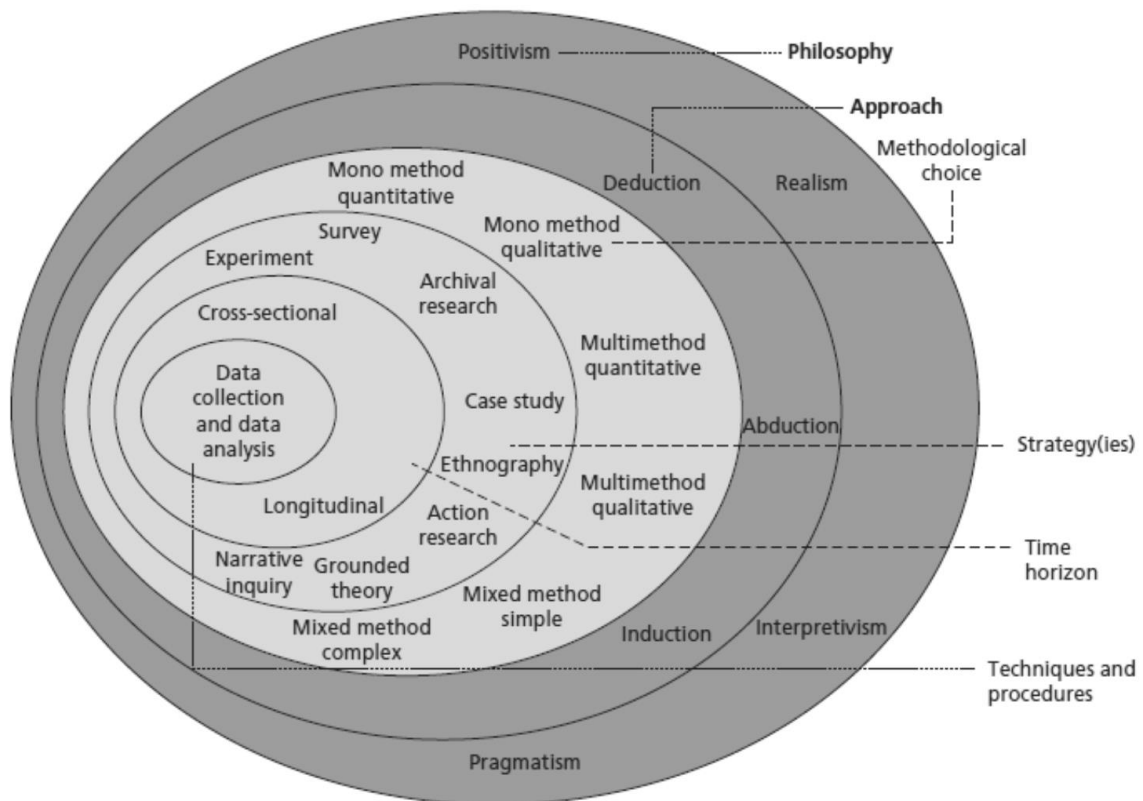 Positivism
Philosophy
Approach
Methodological
choice
Mono method
quantitative
Deduction
Realism
Mono method
qualitative
Survey
Experiment
Archival
research
Cross-sectional
Multimethod
quantitative
Data
collection
and data
analysis
Case study
Abduction
Strategy(ies)
Ethnography
Multimethod
qualitative
Longitudinal
Action
research
Time
horizon
Narrative
inquiry
Grounded
theory
Mixed method
simple
Mixed method
complex
Induction
Interpretivism
Techniques and
procedures
Pragmatism